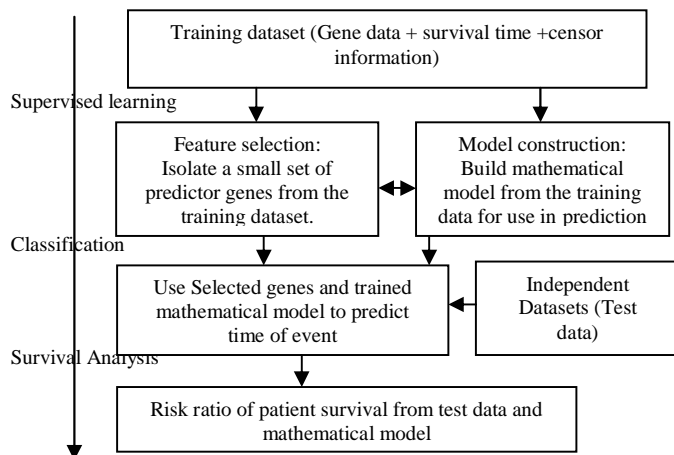 Training dataset (Gene data + survival time +censor
information)
Supervised learning
Feature selection:
Isolate a small set of
predictor genes from the
training dataset.
Model construction:
Build mathematical
model from the training
data for use in prediction
Classification
Use Selected genes and trained
mathematical model to predict
time of event
Independent
Datasets (Test
data)
Survival Analysis
Risk ratio of patient survival from test data and
mathematical model